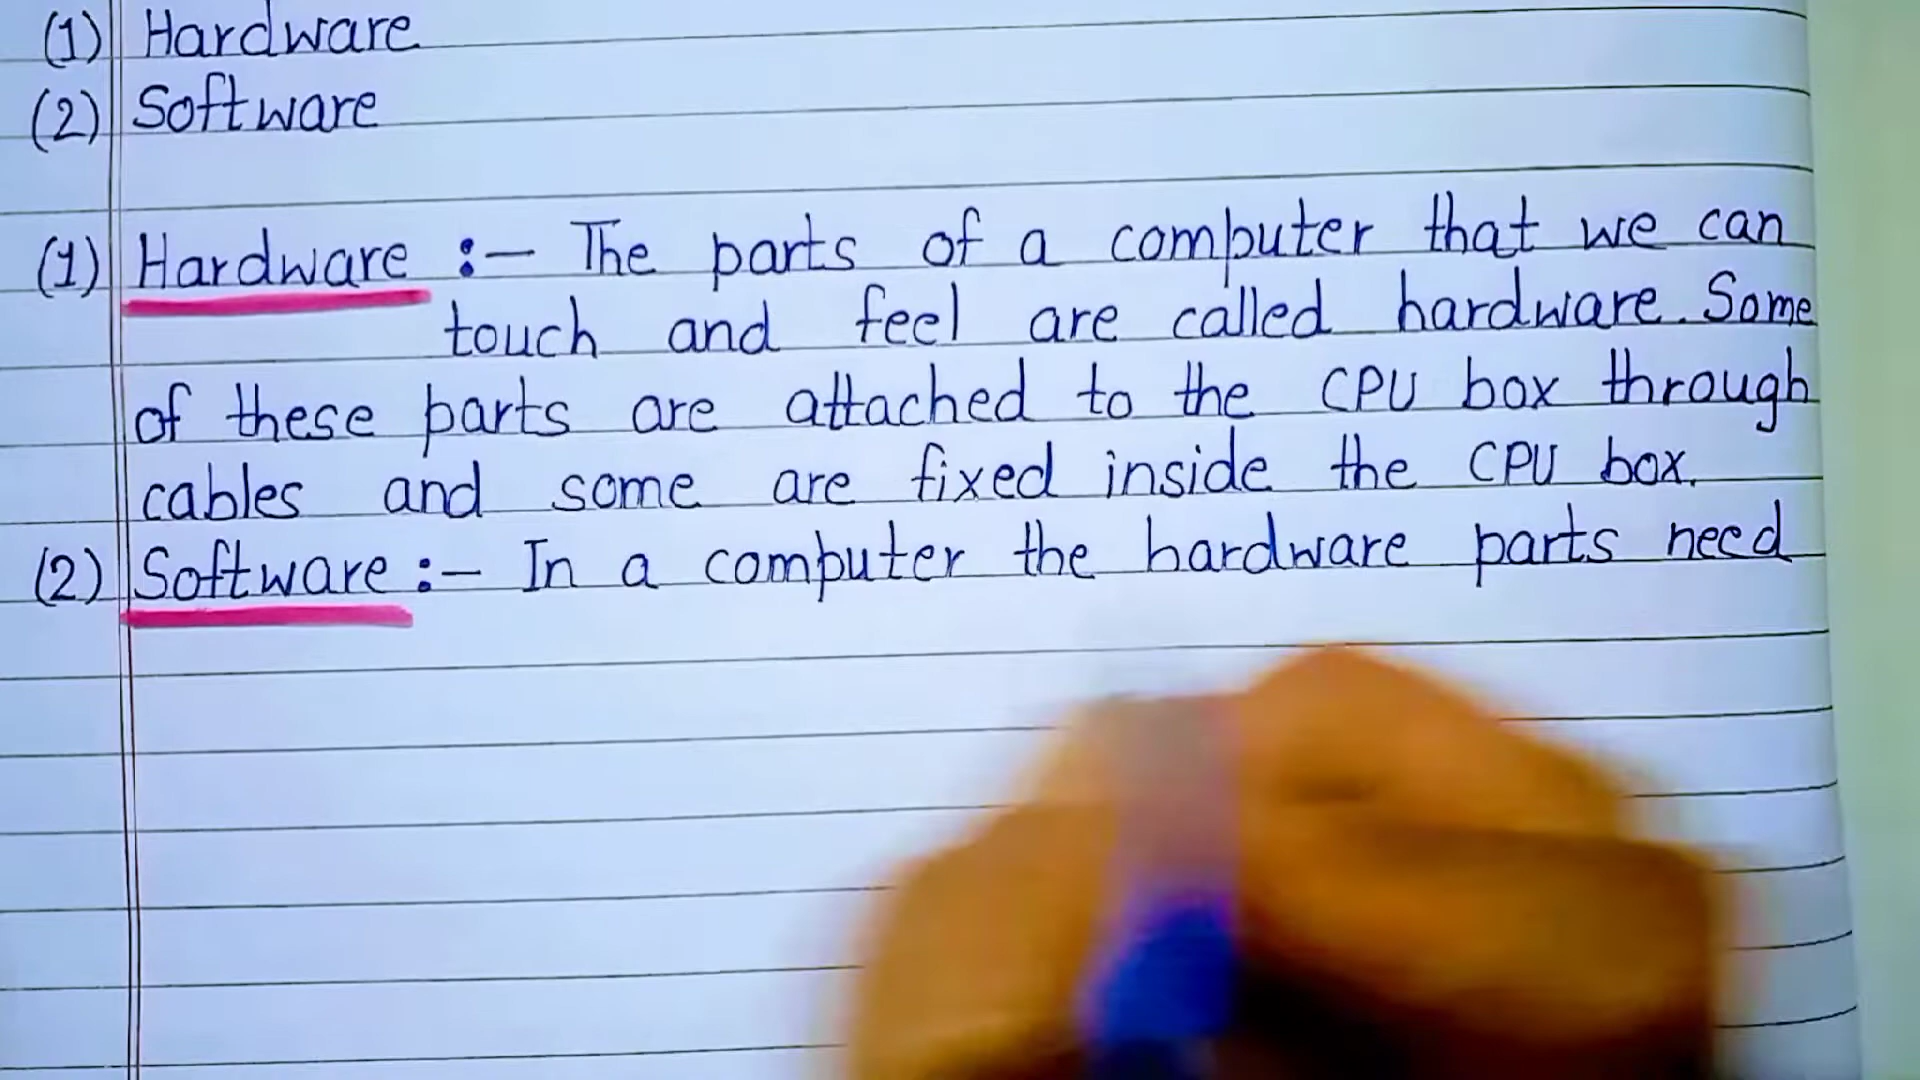 (1) Hardware
(2) Software
(1) Hardware :- The parts of a computer that we can
touch and feel are called hardware. Some
of these parts are attached to the CPU box through
cables and some are fixed inside the CPU box.
(2) Software :- In a computer the hardware parts need